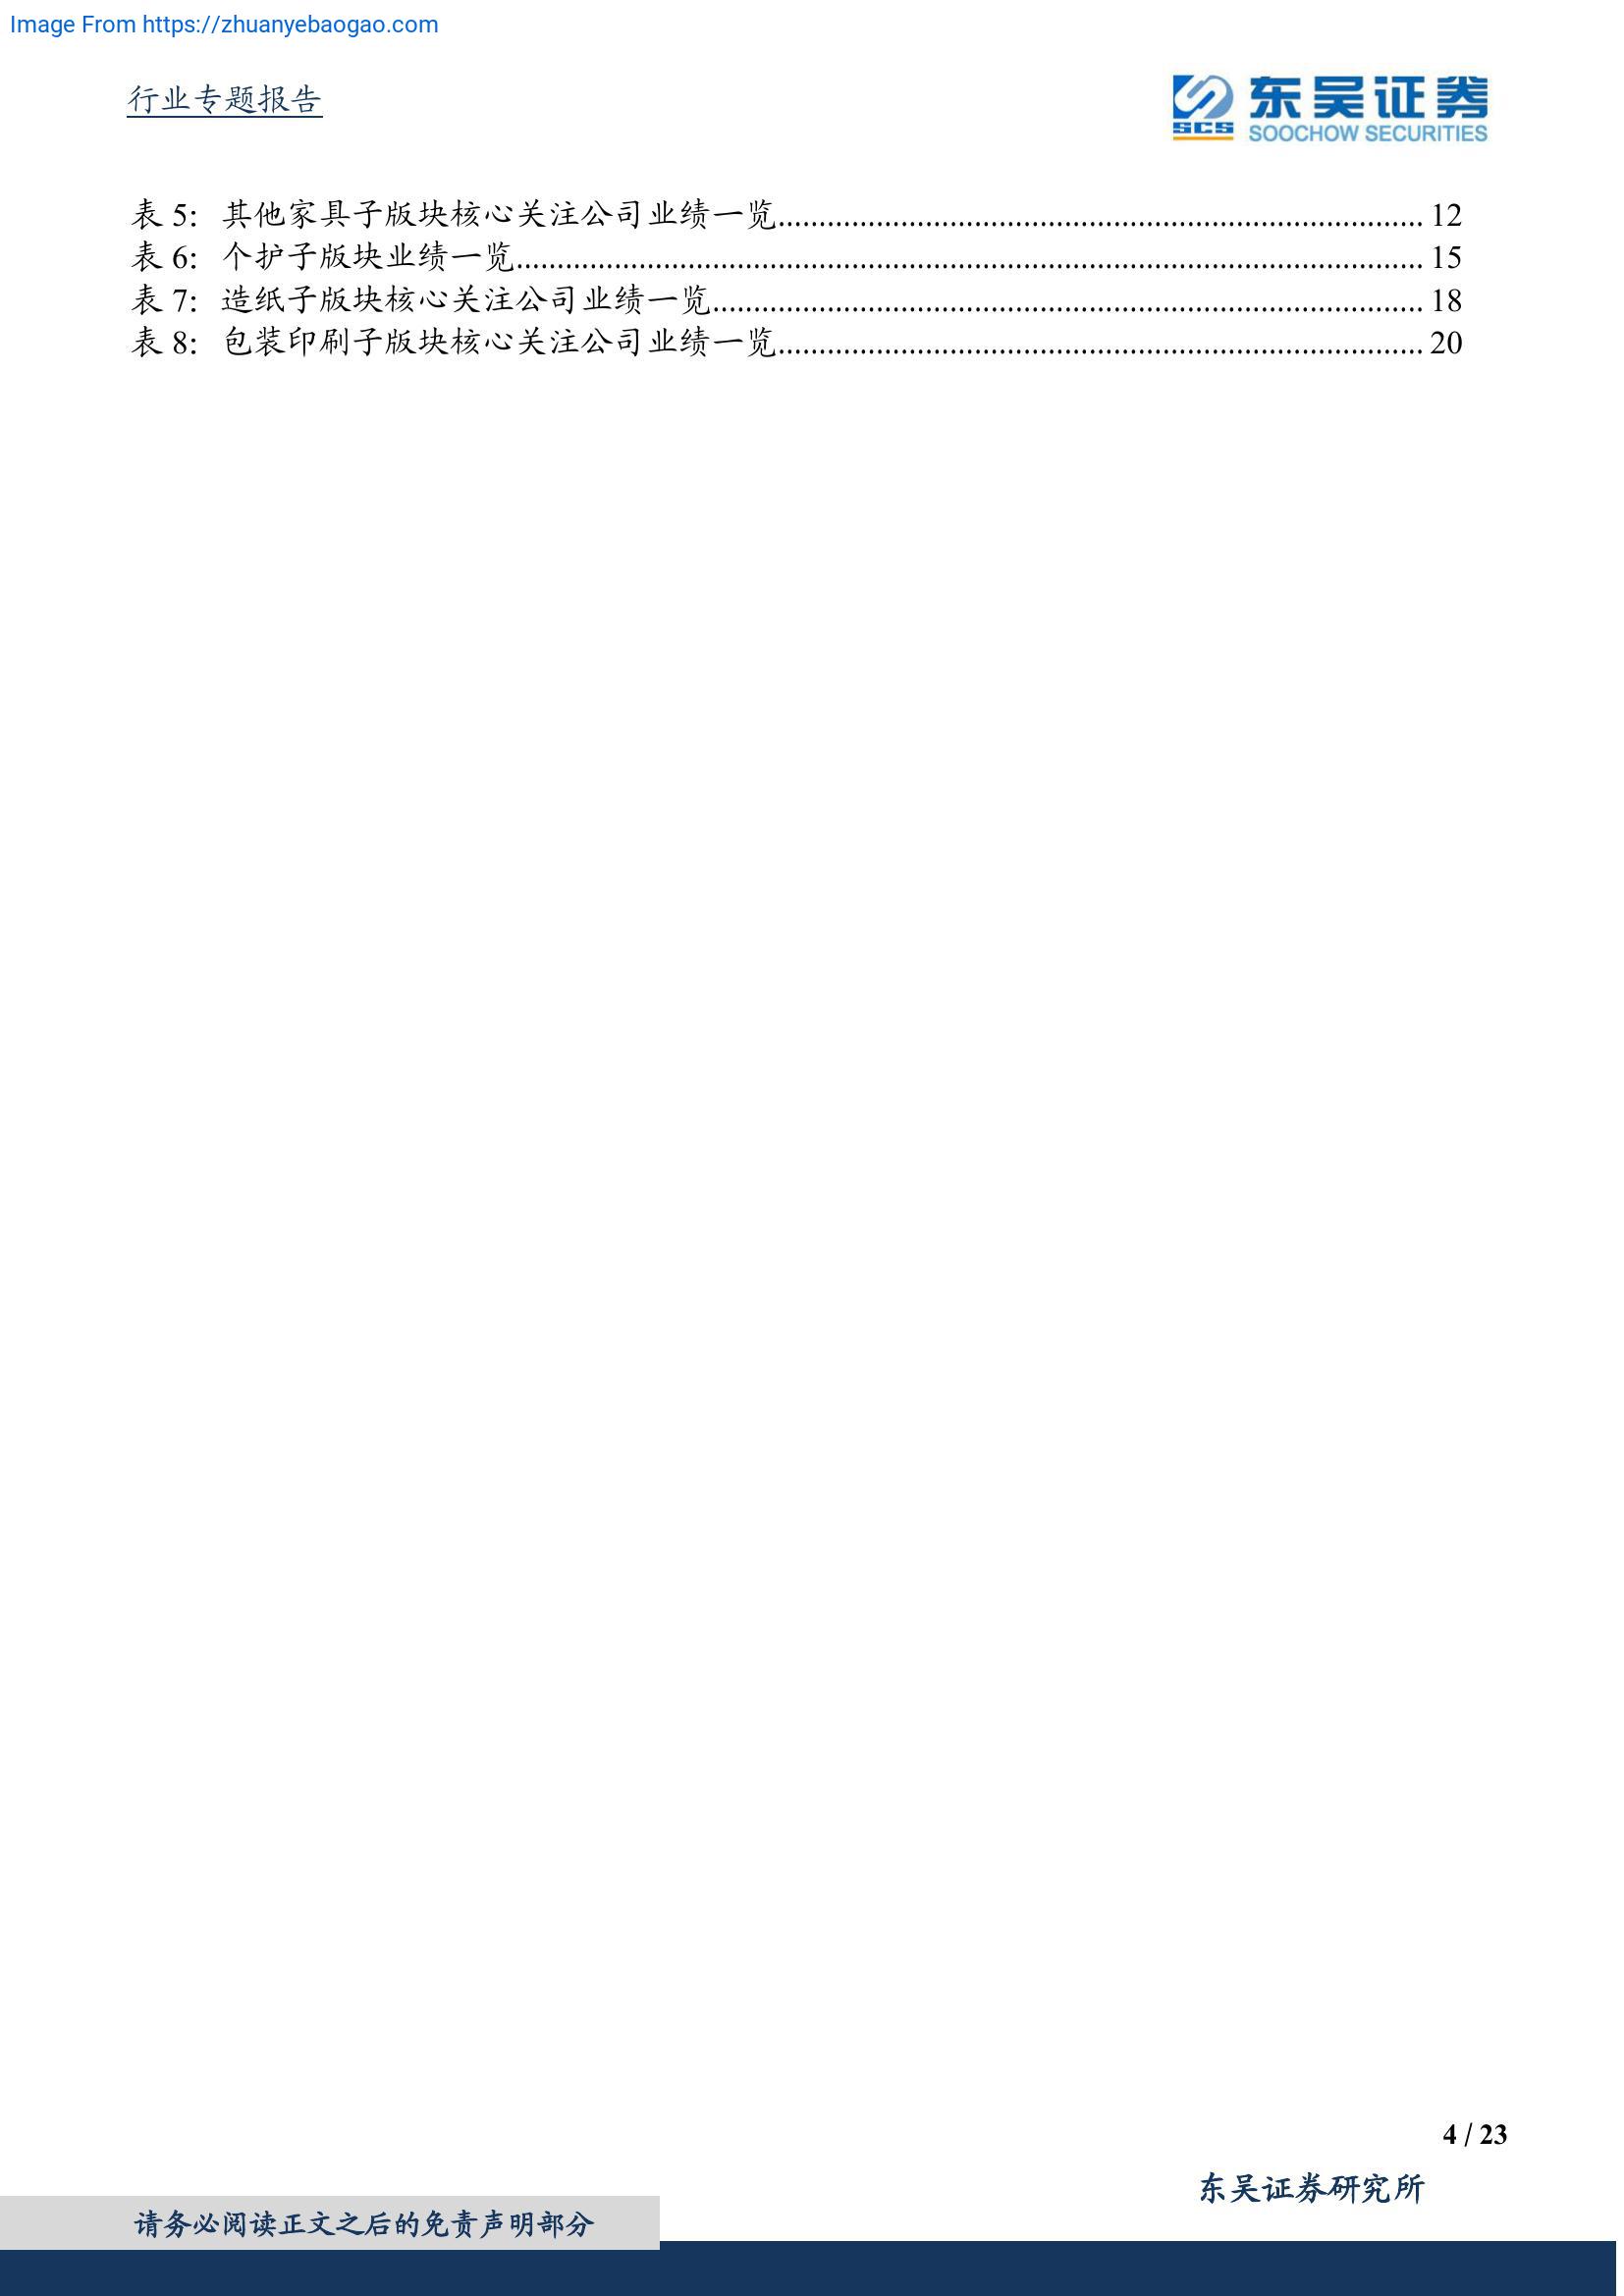 Image From https://zhuanyebaogao.com
行业专题报告
SCS
东吴证券
SOOCHOW SECURITIES
表 5: 其他家具子版块核心关注公司业绩一览................................................................................ 12
表 6: 个护子版块业绩一览................................................................................................................ 15
表 7: 造纸子版块核心关注公司业绩一览........................................................................................ 18
表 8: 包装印刷子版块核心关注公司业绩一览................................................................................ 20
4 / 23
东吴证券研究所
请务必阅读正文之后的免责声明部分